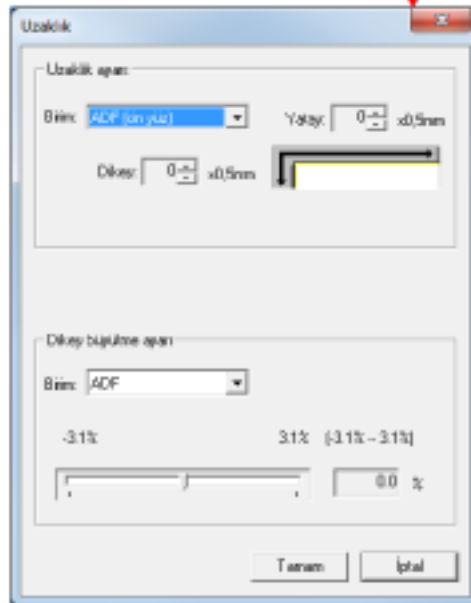 Uzaklık
Uzaklık ayarı
Birim: ADF (ön yüz)
Yatay: 0 x0,5mm
Dikey: 0 x0,5mm
Dikey büyütme ayarı
Birim: ADF
-3.1% 3.1% (-3.1% -- 3.1%)
0.0 %
Tamam İptal